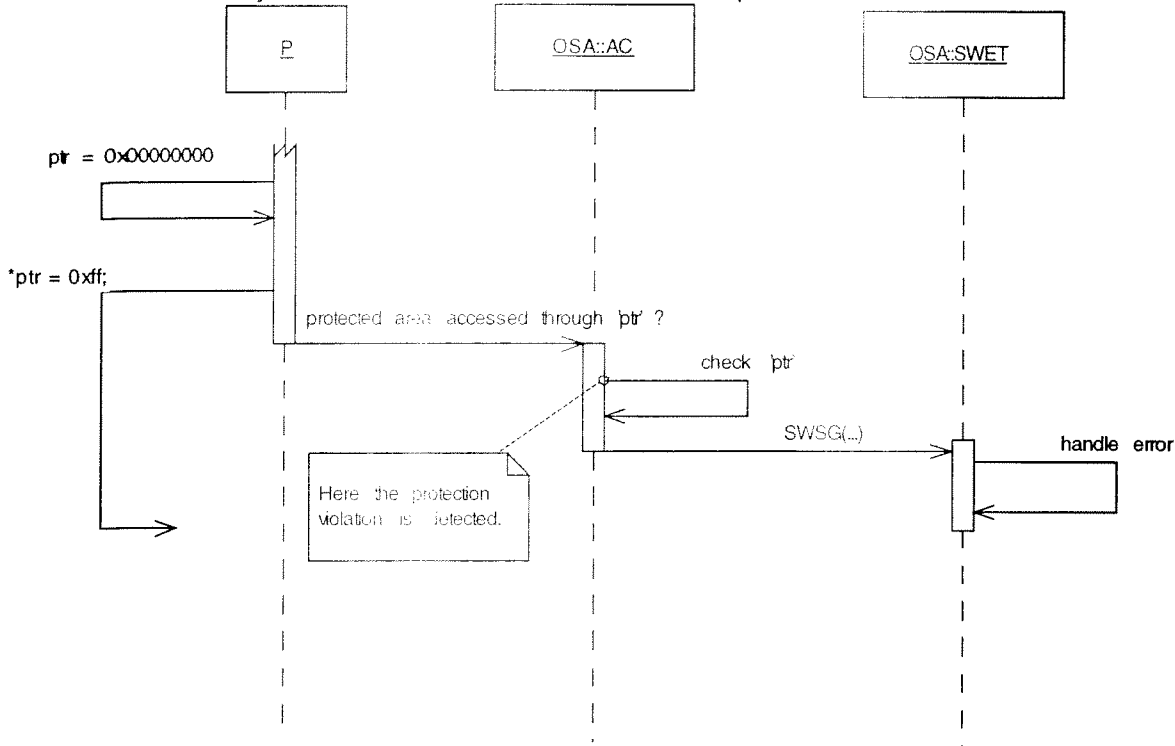 P
OSA::AC
OSA::SWET
ptr = 0x00000000
*ptr = 0xff;
protected area accessed through 'ptr' ?
check 'ptr'
SWSG(...)
handle error
Here the protection
violation is detected.